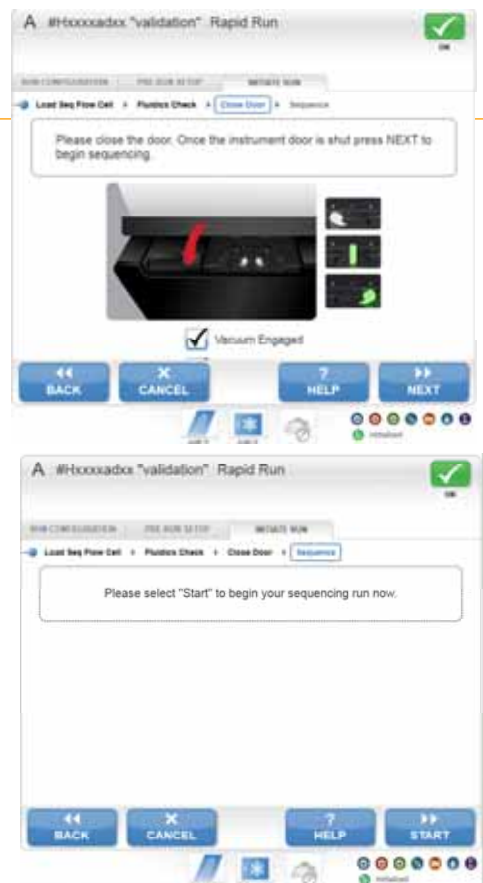 A #Hxxxxadxx "validation" Rapid Run
OK
RUN CONFIGURATION PRE-RUN SETUP INITIATE RUN
Load Seq Flow Cell Fluidics Check Close Door Sequence
Please close the door. Once the instrument door is shut press NEXT to
begin sequencing.
Vacuum Engaged
BACK CANCEL ? HELP NEXT
Initialized
A #Hxxxxadxx "validation" Rapid Run
OK
RUN CONFIGURATION PRE-RUN SETUP INITIATE RUN
Load Seq Flow Cell Fluidics Check Close Door Sequence
Please select "Start" to begin your sequencing run now.
BACK CANCEL ? HELP START
Initialized